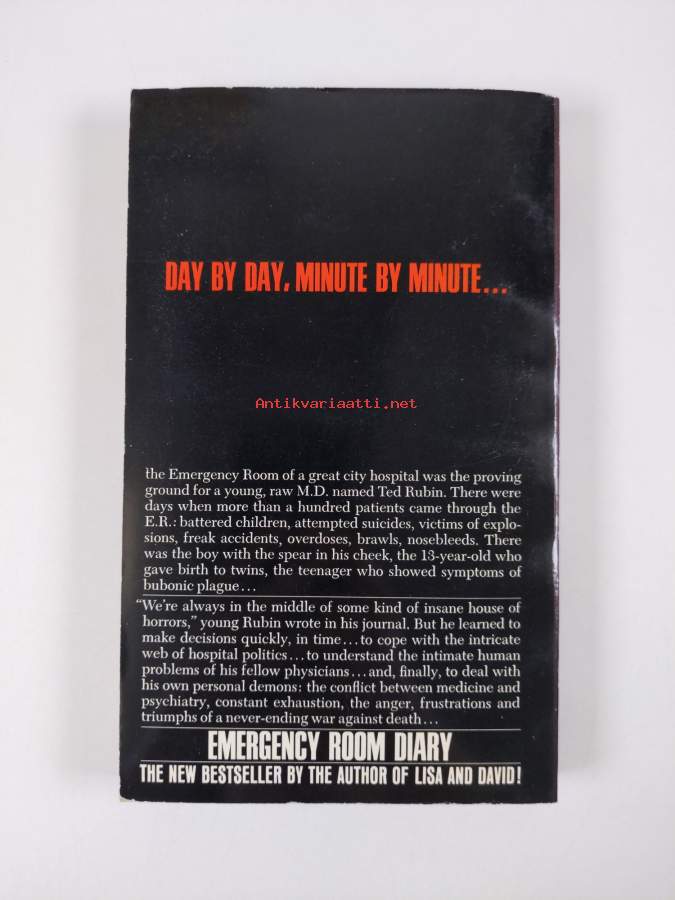 DAY BY DAY, MINUTE BY MINUTE...
Antikvariaatti.net
the Emergency Room of a great city hospital was the proving
ground for a young, raw M.D. named Ted Rubin. There were
days when more than a hundred patients came through the
E.R.: battered children, attempted suicides, victims of explo-
sions, freak accidents, overdoses, brawls, nosebleeds. There
was the boy with the spear in his cheek, the 13-year-old who
gave birth to twins, the teenager who showed symptoms of
bubonic plague...
"We're always in the middle of some kind of insane house of
horrors," young Rubin wrote in his journal. But he learned to
make decisions quickly, in time...to cope with the intricate
web of hospital politics...to understand the intimate human
problems of his fellow physicians...and, finally, to deal with
his own personal demons: the conflict between medicine and
psychiatry, constant exhaustion, the anger, frustrations and
triumphs of a never-ending war against death...
EMERGENCY ROOM DIARY
THE NEW BESTSELLER BY THE AUTHOR OF LISA AND DAVID!